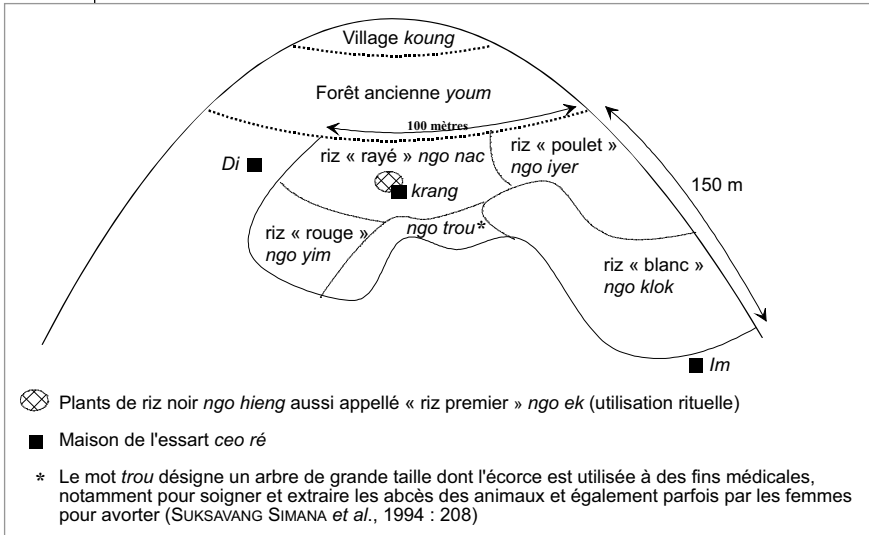 Village koung
Forêt ancienne youm
100 mètres
riz « rayé » ngo nac
riz « poulet »
ngo iyer
Di
krang
150 m
riz « rouge »
ngo yim
ngo trou*
riz « blanc »
ngo klok
Im
Plants de riz noir ngo hieng aussi appellé « riz premier » ngo ek (utilisation rituelle)
Maison de l'essart ceo ré
* Le mot trou désigne un arbre de grande taille dont l'écorce est utilisée à des fins médicales,
notamment pour soigner et extraire les abcès des animaux et également parfois par les femmes
pour avorter (SUKSAVANG SIMANA et al., 1994 : 208)